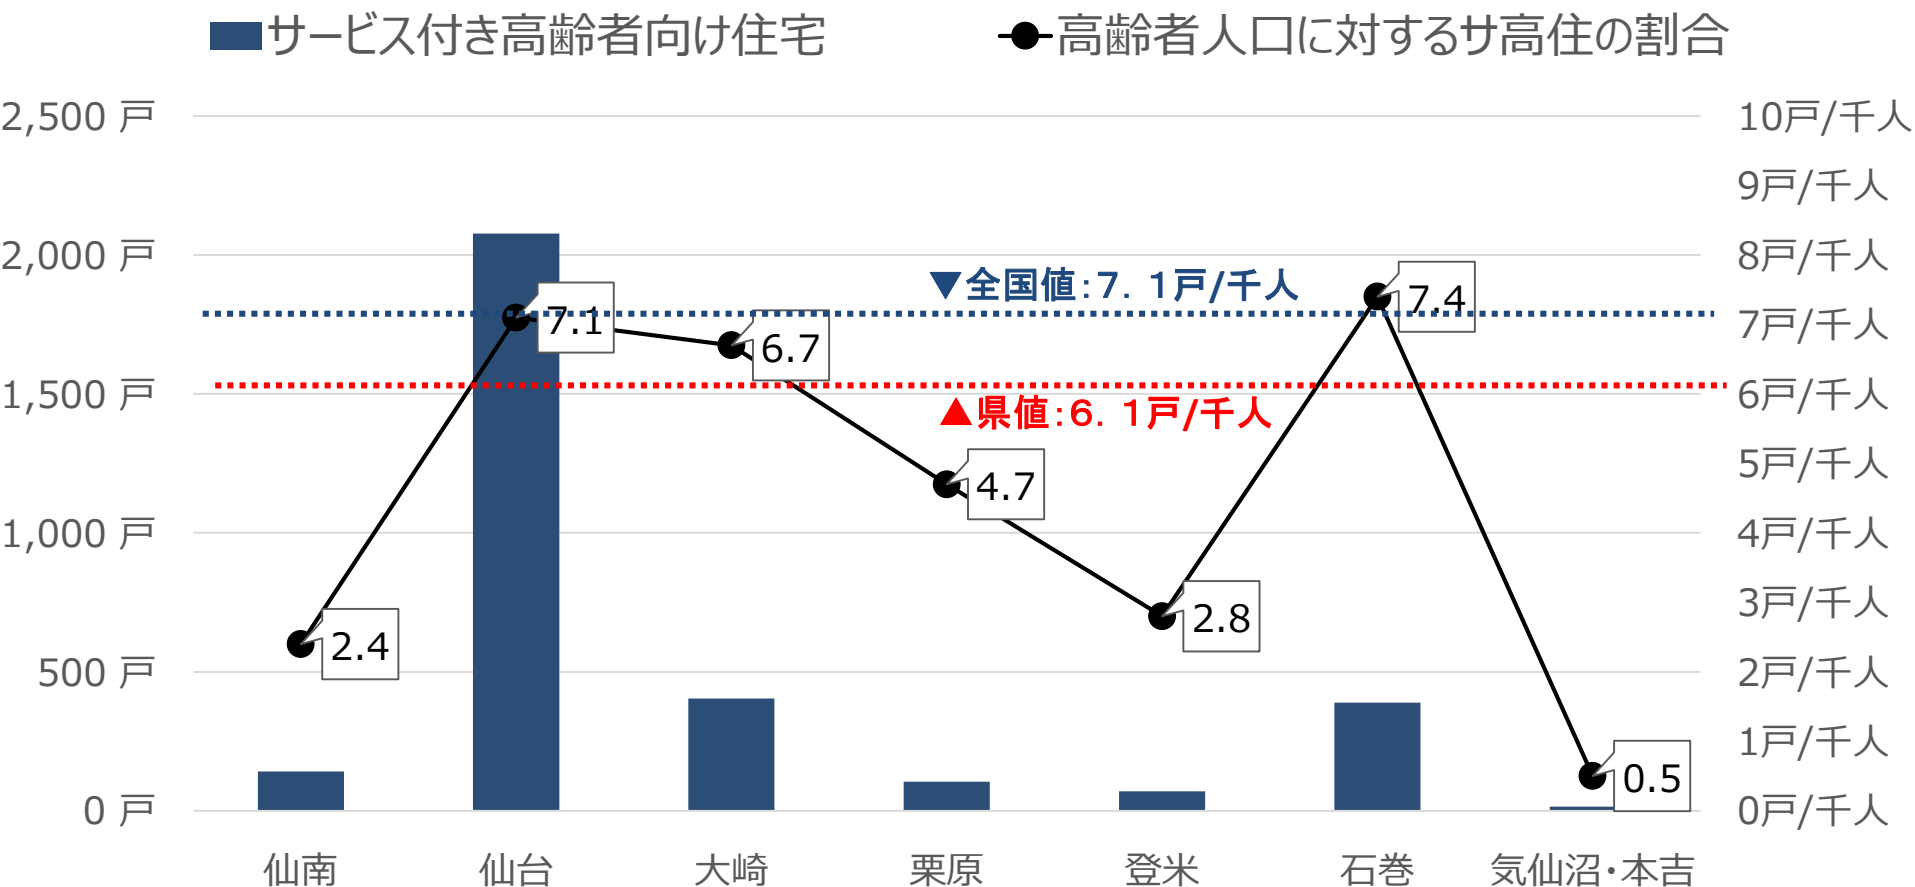 サービス付き高齢者向け住宅
高齢者人口に対するサ高住の割合
2,500 戸
2,000 戸
1,500 戸
1,000 戸
500 戸
0 戸
10戸/千人
9戸/千人
8戸/千人
7戸/千人
6戸/千人
5戸/千人
4戸/千人
3戸/千人
2戸/千人
1戸/千人
0戸/千人
▼全国値：７．１戸/千人
▲県値：６．１戸/千人
2.4
7.1
6.7
4.7
2.8
7.4
0.5
仙南
仙台
大崎
栗原
登米
石巻
気仙沼・本吉